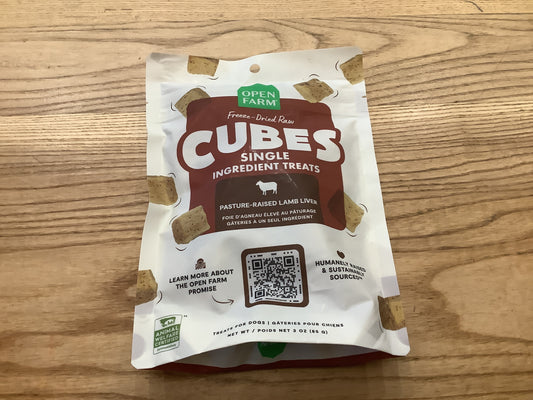 OPEN
FARM
Freeze-Dried Raw
CUBES
SINGLE
INGREDIENT TREATS
PASTURE-RAISED LAMB LIVER
FOIE D'AGNEAU ÉLEVÉ AU PÂTURAGE
GÂTERIES A UN SEUL INGRÉDIENT
LEARN MORE ABOUT
THE OPEN FARM
PROMISE
HUMANELY RAISED
& SUSTAINABLY
SOURCED
ANIMAL
WELFARE
CERTIFIED
TREATS FOR DOGS | GÂTERIES POUR CHIENS
NET WT / POIDS NET 3 OZ (86 g)